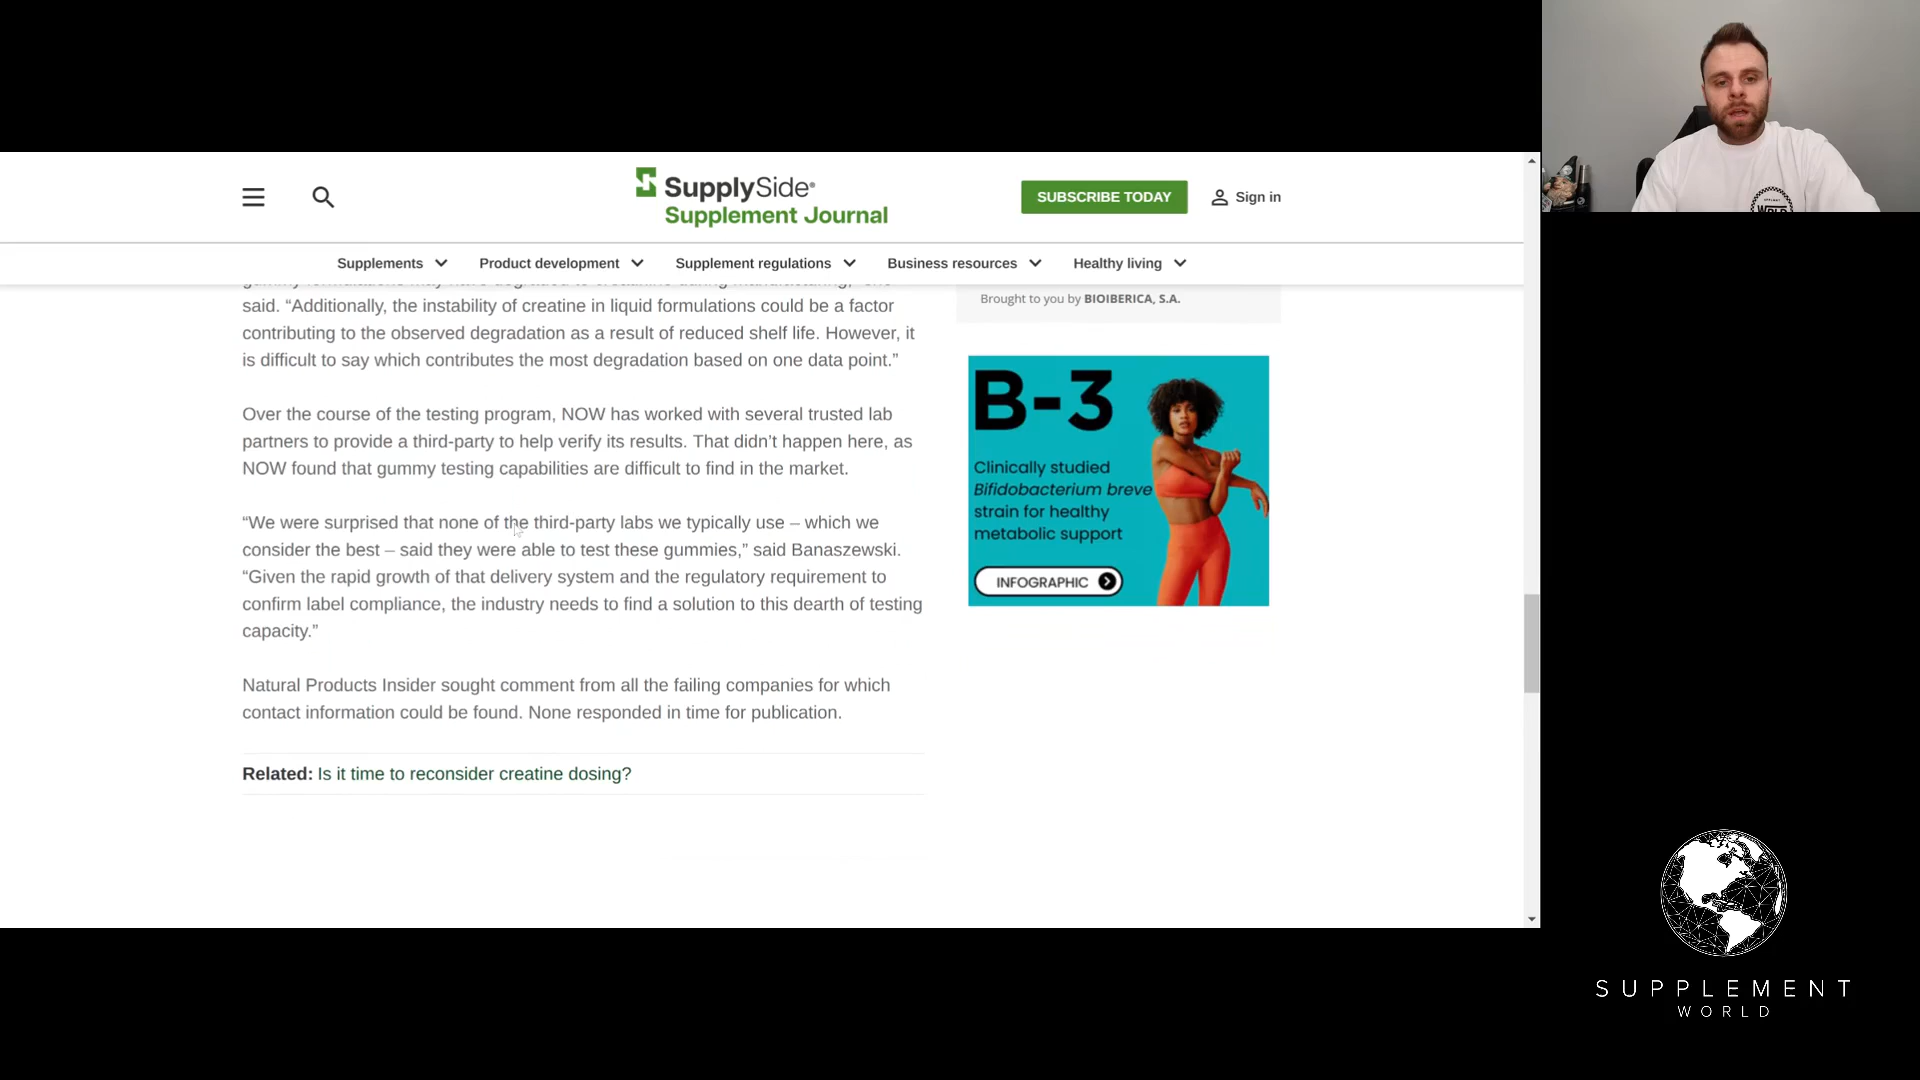 SupplySide®
Supplement Journal
SUBSCRIBE TODAY
Sign in
Supplements
Product development
Supplement regulations
Business resources
Healthy living
said. “Additionally, the instability of creatine in liquid formulations could be a factor
contributing to the observed degradation as a result of reduced shelf life. However, it
is difficult to say which contributes the most degradation based on one data point.”
Over the course of the testing program, NOW has worked with several trusted lab
partners to provide a third-party to help verify its results. That didn’t happen here, as
NOW found that gummy testing capabilities are difficult to find in the market.
“We were surprised that none of the third-party labs we typically use – which we
consider the best – said they were able to test these gummies,” said Banaszewski.
“Given the rapid growth of that delivery system and the regulatory requirement to
confirm label compliance, the industry needs to find a solution to this dearth of testing
capacity.”
Natural Products Insider sought comment from all the failing companies for which
contact information could be found. None responded in time for publication.
Related: Is it time to reconsider creatine dosing?
Brought to you by BIOIBERICA, S.A.
B-3
Clinically studied
Bifidobacterium breve
strain for healthy
metabolic support
INFOGRAPHIC
WORLD
SUPPLEMENT
WORLD